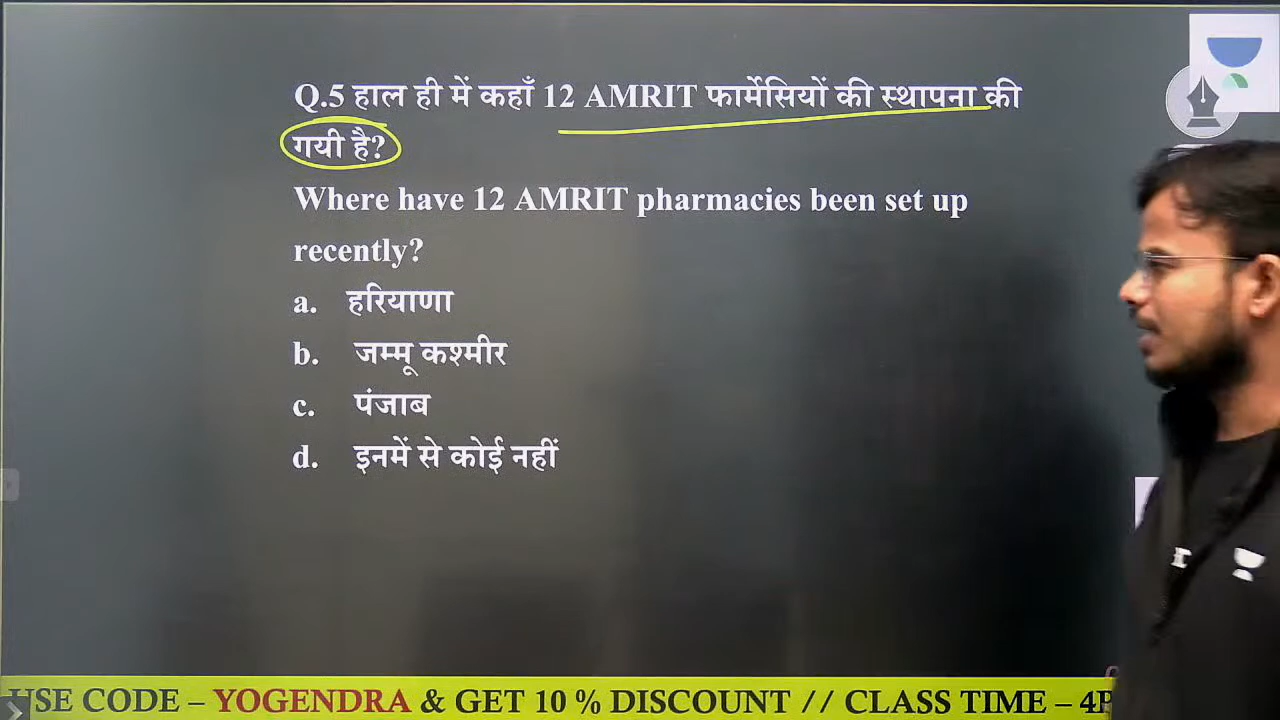 Q.5 हाल ही में कहाँ 12 AMRIT फार्मेसियों की स्थापना की
गयी है?
Where have 12 AMRIT pharmacies been set up
recently?
a. हरियाणा
b. जम्मू कश्मीर
c. पंजाब
d. इनमें से कोई नहीं
USE CODE – YOGENDRA & GET 10 % DISCOUNT // CLASS TIME – 4P